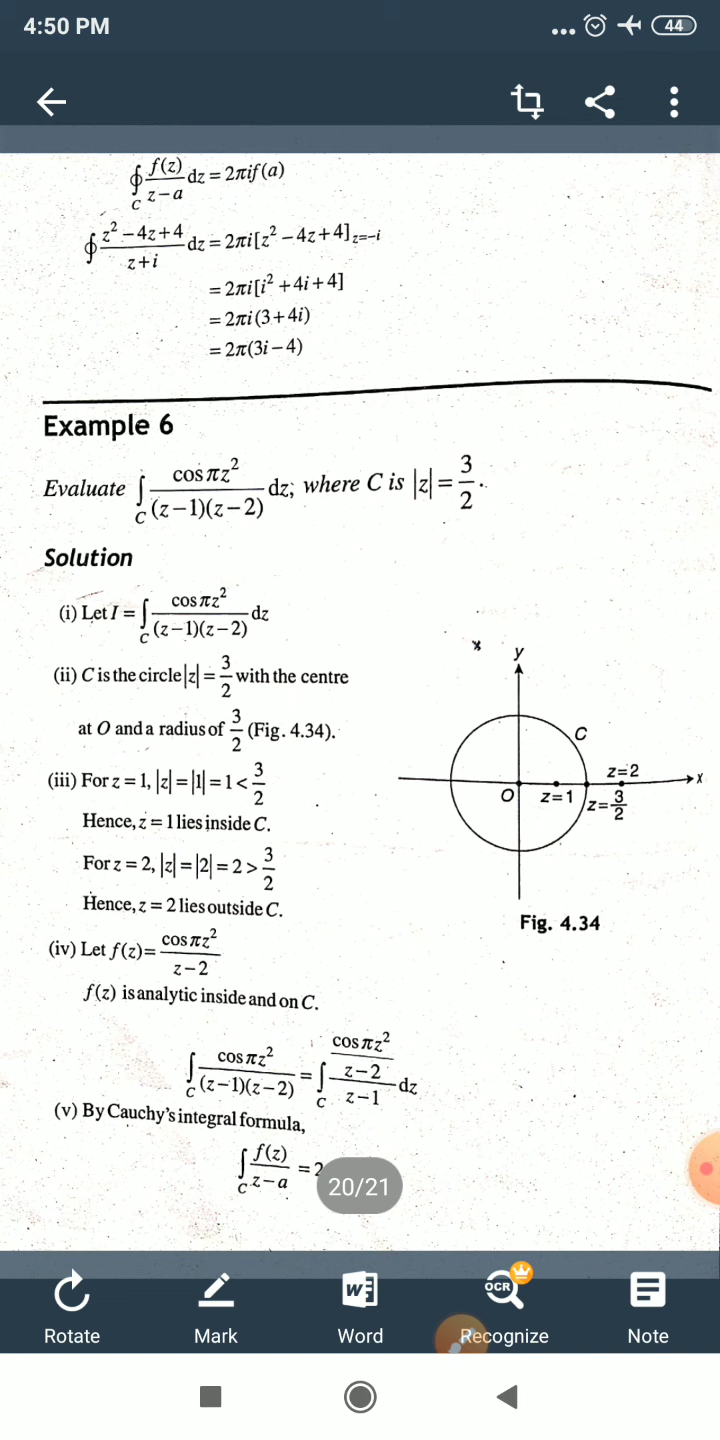 4:50 PM
44
∮_C f(z)/(z−a) dz = 2πif(a)
∮ (z²−4z+4)/(z+i) dz = 2πi[z²−4z+4]_{z=−i}
= 2πi[i²+4i+4]
= 2πi(3+4i)
= 2π(3i−4)
Example 6
Evaluate ∫_C cos πz²/((z−1)(z−2)) dz; where C is |z| = 3/2.
Solution
(i) Let I = ∫_C cos πz²/((z−1)(z−2)) dz
(ii) C is the circle |z| = 3/2 with the centre
at O and a radius of 3/2 (Fig. 4.34).
(iii) For z = 1, |z| = |1| = 1 < 3/2
Hence, z = 1 lies inside C.
For z = 2, |z| = |2| = 2 > 3/2
Hence, z = 2 lies outside C.
y
C
z=2
x
O
z=1
z=3/2
Fig. 4.34
(iv) Let f(z) = cos πz²/(z−2)
f(z) is analytic inside and on C.
∫_C cos πz²/((z−1)(z−2)) = ∫_C (cos πz²/(z−2))/(z−1) dz
(v) By Cauchy's integral formula,
∫_C f(z)/(z−a) = 2
20/21
Rotate
Mark
W
Word
OCR
Recognize
Note